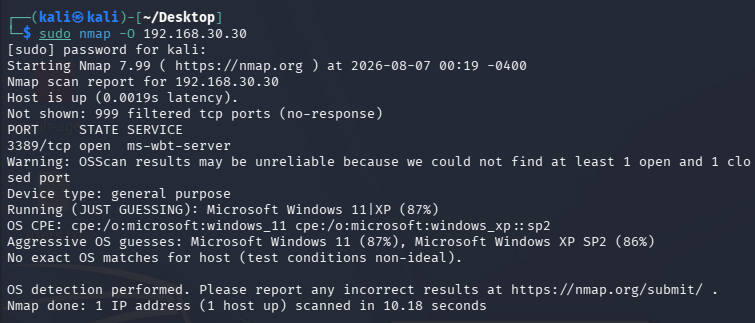 ┌──(kali㉿kali)-[~/Desktop]
└─$ sudo nmap -O 192.168.30.30
[sudo] password for kali:
Starting Nmap 7.99 ( https://nmap.org ) at 2026-08-07 00:19 -0400
Nmap scan report for 192.168.30.30
Host is up (0.0019s latency).
Not shown: 999 filtered tcp ports (no-response)
PORT     STATE SERVICE
3389/tcp open  ms-wbt-server
Warning: OSScan results may be unreliable because we could not find at least 1 open and 1 clo
sed port
Device type: general purpose
Running (JUST GUESSING): Microsoft Windows 11|XP (87%)
OS CPE: cpe:/o:microsoft:windows_11 cpe:/o:microsoft:windows_xp::sp2
Aggressive OS guesses: Microsoft Windows 11 (87%), Microsoft Windows XP SP2 (86%)
No exact OS matches for host (test conditions non-ideal).

OS detection performed. Please report any incorrect results at https://nmap.org/submit/ .
Nmap done: 1 IP address (1 host up) scanned in 10.18 seconds